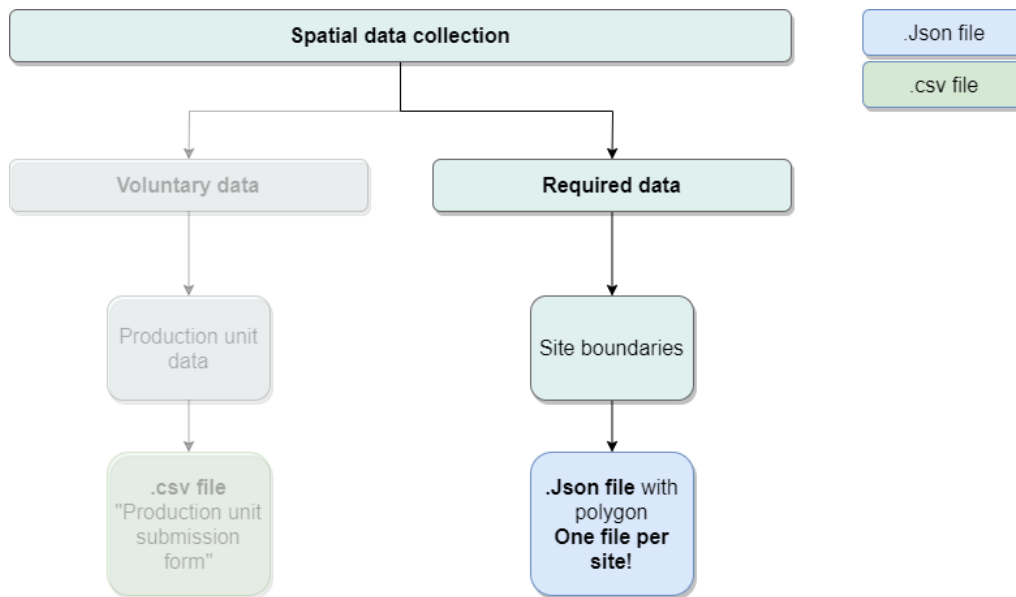 Spatial data collection
.Json file
.csv file
Voluntary data
Required data
Production unit
data
Site boundaries
.csv file
"Production unit
submission
form"
.Json file with
polygon
One file per
site!